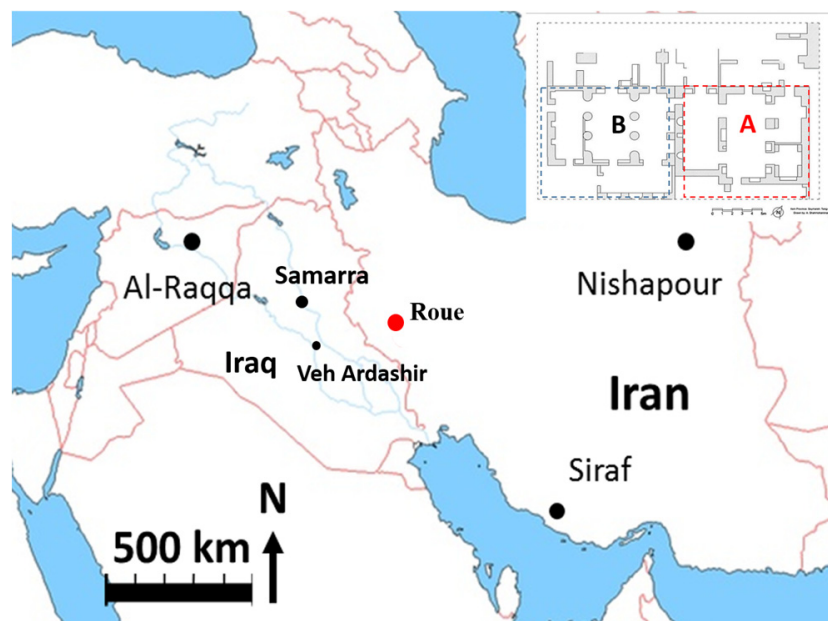 B
A
Samarra
Al-Raqqa
Nishapour
Roue
Iraq
Veh Ardashir
Iran
Siraf
N
500 km